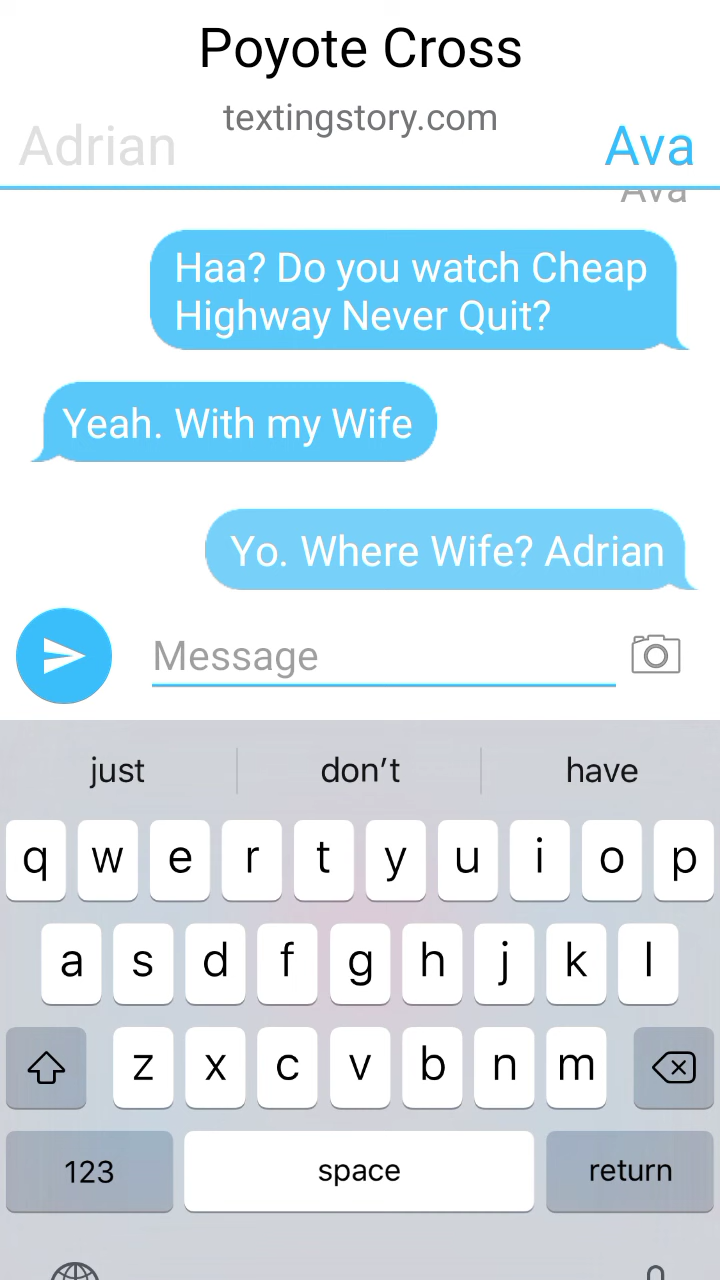 Poyote Cross
textingstory.com
Adrian
Ava
Ava
Haa? Do you watch Cheap
Highway Never Quit?
Yeah. With my Wife
Yo. Where Wife? Adrian
Message
just don’t have
q w e r t y u i o p
a s d f g h j k l
z x c v b n m
123 space return